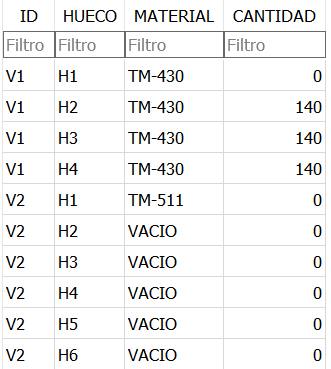 ID HUECO MATERIAL CANTIDAD
Filtro Filtro Filtro Filtro
V1 H1 TM-430 0
V1 H2 TM-430 140
V1 H3 TM-430 140
V1 H4 TM-430 140
V2 H1 TM-511 0
V2 H2 VACIO 0
V2 H3 VACIO 0
V2 H4 VACIO 0
V2 H5 VACIO 0
V2 H6 VACIO 0